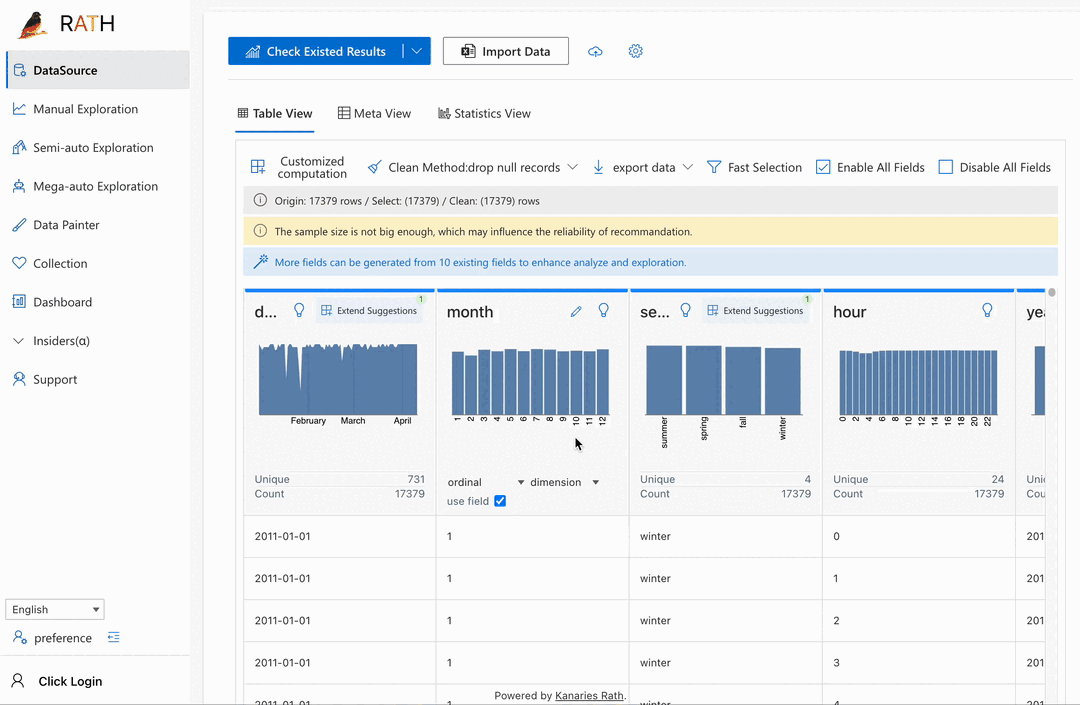 RATH
DataSource
Manual Exploration
Semi-auto Exploration
Mega-auto Exploration
Data Painter
Collection
Dashboard
Insiders(α)
Support
English
preference
Click Login
Check Existed Results
Import Data
Table View
Meta View
Statistics View
Customized
computation
Clean Method:drop null records
export data
Fast Selection
Enable All Fields
Disable All Fields
Origin: 17379 rows / Select: (17379) / Clean: (17379) rows
The sample size is not big enough, which may influence the reliability of recommandation.
More fields can be generated from 10 existing fields to enhance analyze and exploration.
d...
Extend Suggestions
1
February March April
Unique 731
Count 17379
month
1 2 3 4 5 6 7 8 9 10 11 12
ordinal dimension
use field
se...
Extend Suggestions
1
summer spring fall winter
Unique 4
Count 17379
hour
0 2 4 6 8 10 12 14 16 18 20 22
Unique 24
Count 17379
2011-01-01 1 winter 0 201
2011-01-01 1 winter 1 201
2011-01-01 1 winter 2 201
2011-01-01 1 winter 3 201
2011-01-01 1 winter 4 201
Powered by Kanaries Rath.